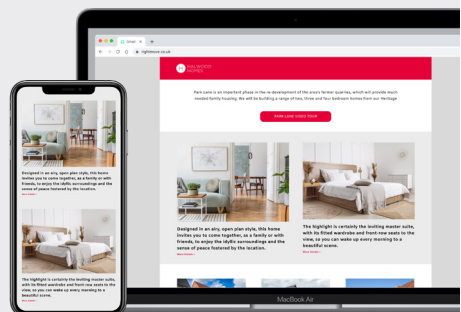 Designed in an airy, open plan style, this home
invites you to come together, as a family or with
friends, to enjoy the idyllic surroundings and the
sense of peace fostered by the location.
The highlight is certainly the inviting master suite,
with its fitted wardrobe and front-row seats to the
view, so you can wake up every morning to a
beautiful scene.
Gmail
rightmove.co.uk
HOMES
Park Lane is an important phase in the re-development of the area's former quarries, which will provide much
needed family housing. We will be building a range of two, three and four bedroom homes from our Heritage
PARK LANE VIDEO TOUR
Designed in an airy, open plan style, this home
invites you to come together, as a family or with
friends, to enjoy the idyllic surroundings and the
sense of peace fostered by the location.
The highlight is certainly the inviting master suite,
with its fitted wardrobe and front-row seats to the
view, so you can wake up every morning to a
beautiful scene.
MacBook Air